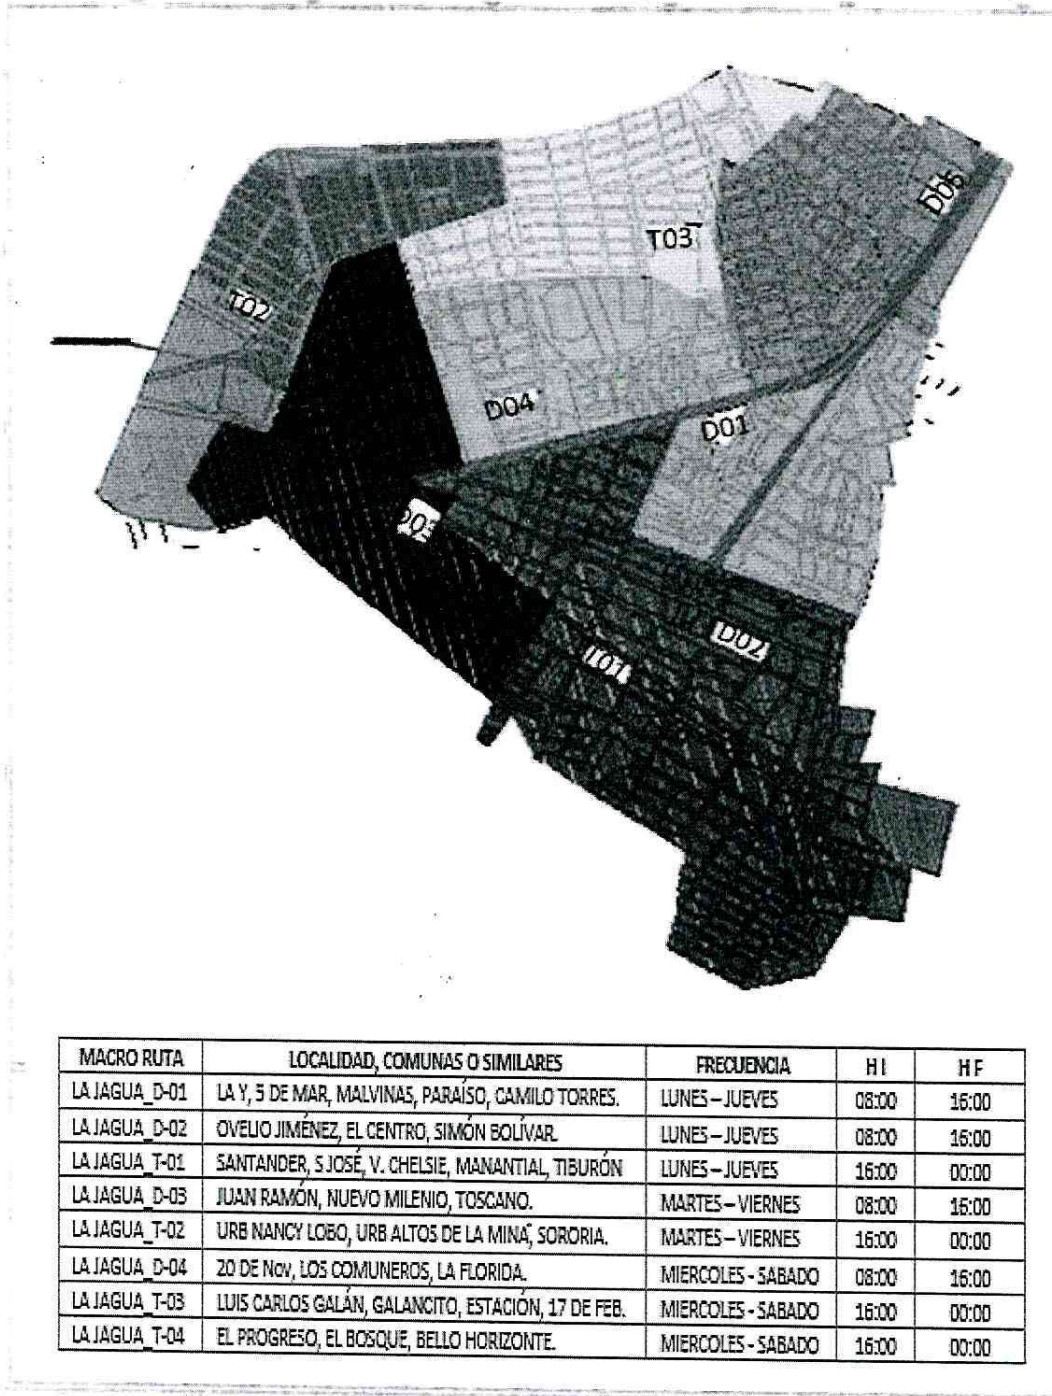 D05
T03
T02
D04
D01
D03
D02
T01
MACRO RUTA LOCALIDAD, COMUNAS O SIMILARES FRECUENCIA H I H F
LA JAGUA_D-01 LA Y, 5 DE MAR, MALVINAS, PARAÍSO, CAMILO TORRES. LUNES – JUEVES 08:00 16:00
LA JAGUA_D-02 OVELIO JIMÉNEZ, EL CENTRO, SIMÓN BOLÍVAR. LUNES – JUEVES 08:00 16:00
LA JAGUA_T-01 SANTANDER, S JOSÉ, V. CHELSIE, MANANTIAL, TIBURÓN LUNES – JUEVES 16:00 00:00
LA JAGUA_D-03 JUAN RAMÓN, NUEVO MILENIO, TOSCANO. MARTES – VIERNES 08:00 16:00
LA JAGUA_T-02 URB NANCY LOBO, URB ALTOS DE LA MINA, SORORIA. MARTES – VIERNES 16:00 00:00
LA JAGUA_D-04 20 DE Nov, LOS COMUNEROS, LA FLORIDA. MIERCOLES - SABADO 08:00 16:00
LA JAGUA_T-03 LUIS CARLOS GALÁN, GALANCITO, ESTACIÓN, 17 DE FEB. MIERCOLES - SABADO 16:00 00:00
LA JAGUA_T-04 EL PROGRESO, EL BOSQUE, BELLO HORIZONTE. MIERCOLES - SABADO 16:00 00:00